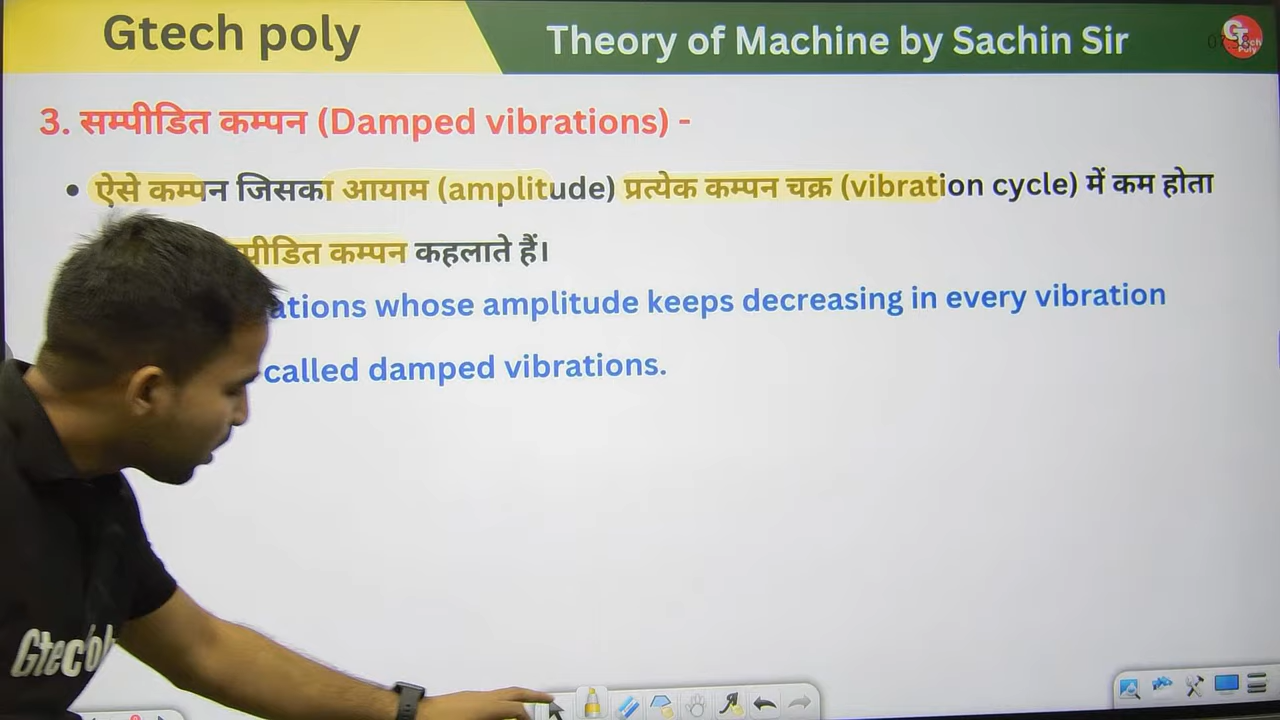 Gtech poly
Theory of Machine by Sachin Sir
3. सम्पीडित कम्पन (Damped vibrations) -
• ऐसे कम्पन जिसका आयाम (amplitude) प्रत्येक कम्पन चक्र (vibration cycle) में कम होता
कम्पन कहलाते हैं।
whose amplitude keeps decreasing in every vibration
called damped vibrations.